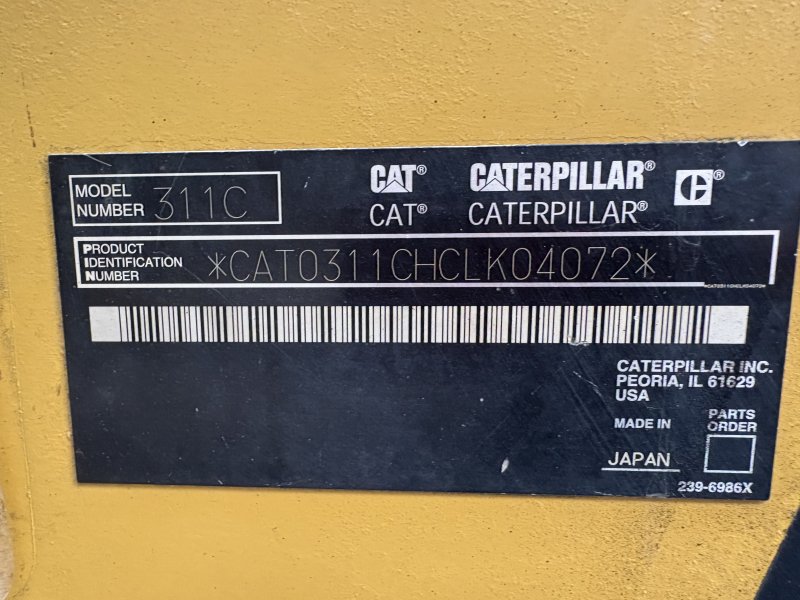 MODEL
NUMBER 311C
CAT® CATERPILLAR® C®
CAT® CATERPILLAR®
PRODUCT
IDENTIFICATION
NUMBER
*CAT0311CHCLK04072*
*CAT0311CHCLK04072*
CATERPILLAR INC.
PEORIA, IL 61629
USA
MADE IN
JAPAN
PARTS
ORDER
239-6986X